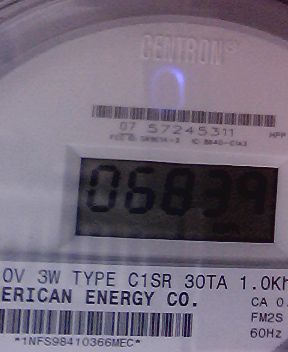 CENTRON®
07 57245311
06839
0V 3W TYPE C1SR 30TA 1.0Kh
ERICAN ENERGY CO.
CA 0.
FM2S
60Hz
*1NFS98410366MEC*